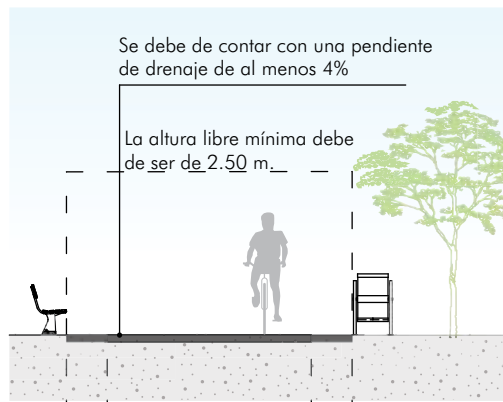 Se debe de contar con una pendiente
de drenaje de al menos 4%
La altura libre mínima debe
de ser de 2.50 m.